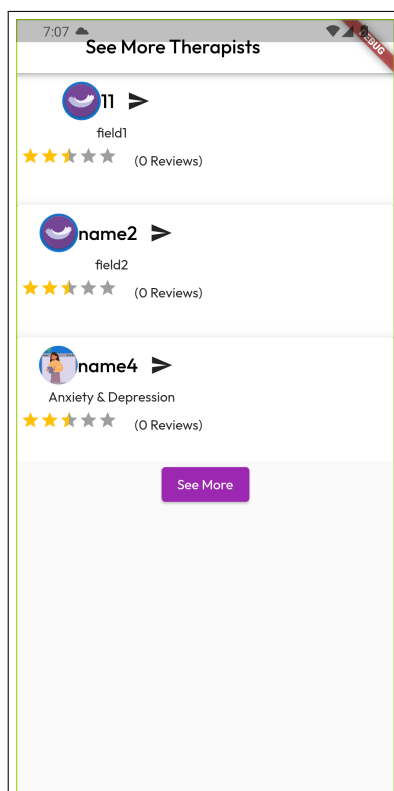 7:07
DEBUG
See More Therapists
11
field1
(0 Reviews)
name2
field2
(0 Reviews)
name4
Anxiety & Depression
(0 Reviews)
See More